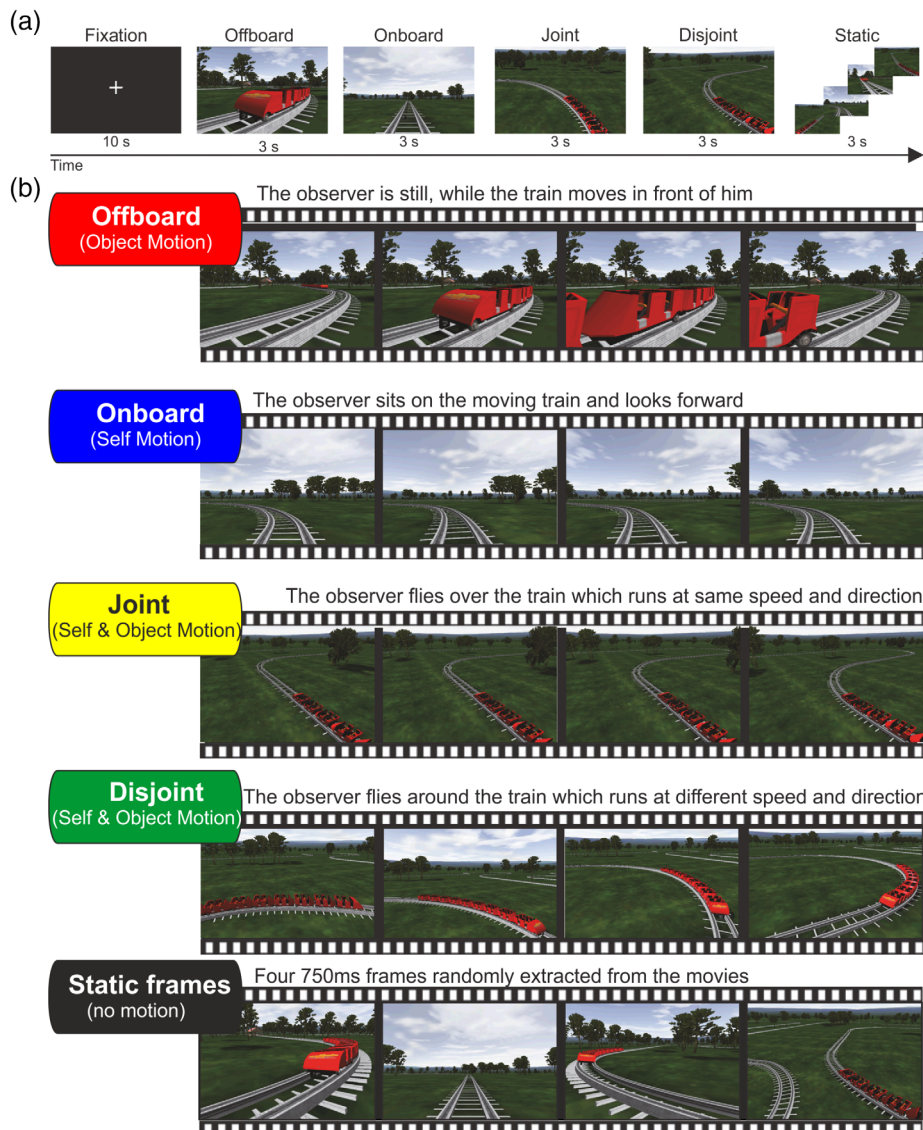 (a)
Fixation Offboard Onboard Joint Disjoint Static
10 s 3 s 3 s 3 s 3 s 3 s
Time
(b)
The observer is still, while the train moves in front of him
Offboard
(Object Motion)
The observer sits on the moving train and looks forward
Onboard
(Self Motion)
The observer flies over the train which runs at same speed and direction
Joint
(Self & Object Motion)
The observer flies around the train which runs at different speed and direction
Disjoint
(Self & Object Motion)
Four 750ms frames randomly extracted from the movies
Static frames
(no motion)